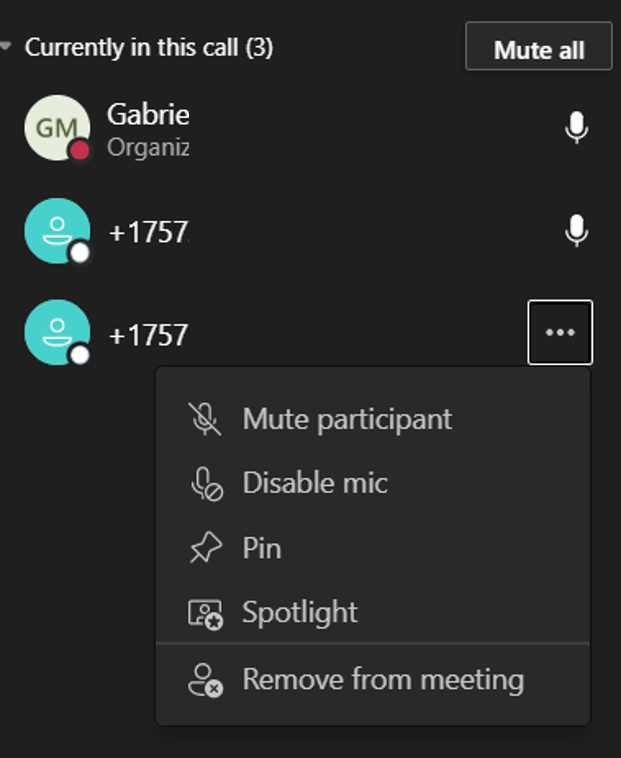 Currently in this call (3) Mute all
GM Gabrie
Organiz
+1757
+1757
Mute participant
Disable mic
Pin
Spotlight
Remove from meeting